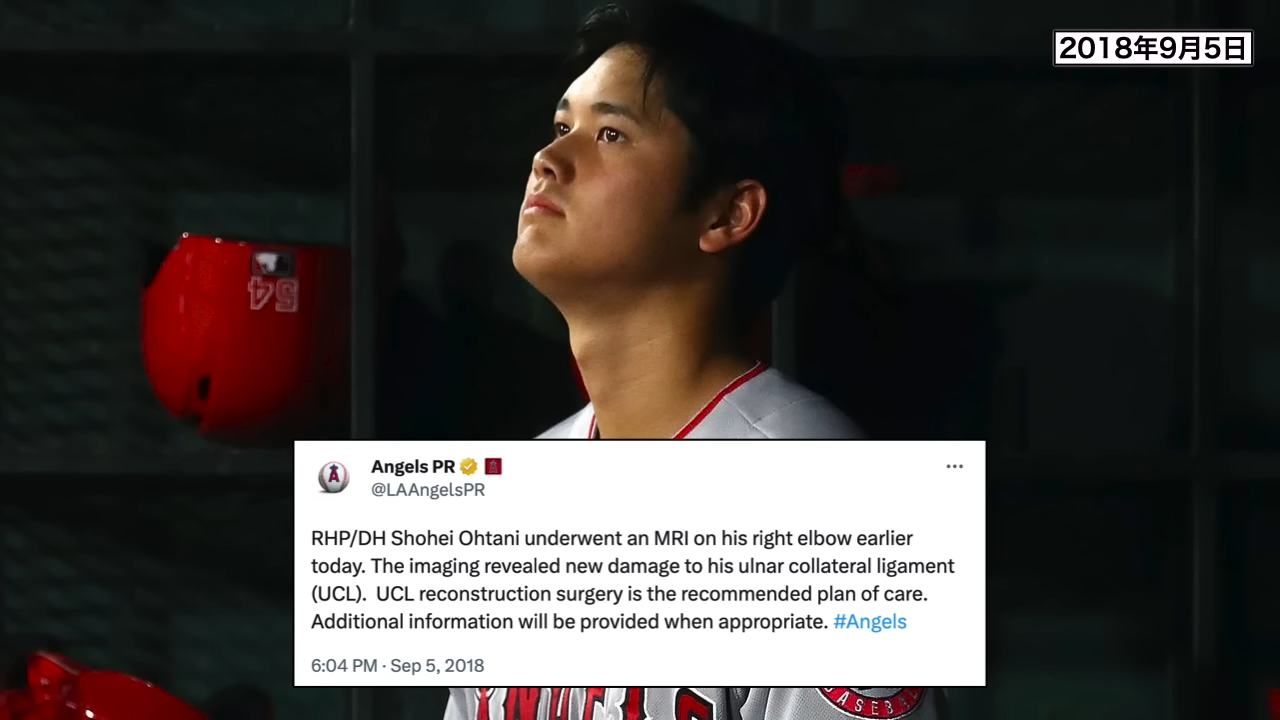 2018年9月5日
54
Angels PR
@LAAngelsPR
RHP/DH Shohei Ohtani underwent an MRI on his right elbow earlier
today. The imaging revealed new damage to his ulnar collateral ligament
(UCL).  UCL reconstruction surgery is the recommended plan of care.
Additional information will be provided when appropriate. #Angels
6:04 PM · Sep 5, 2018